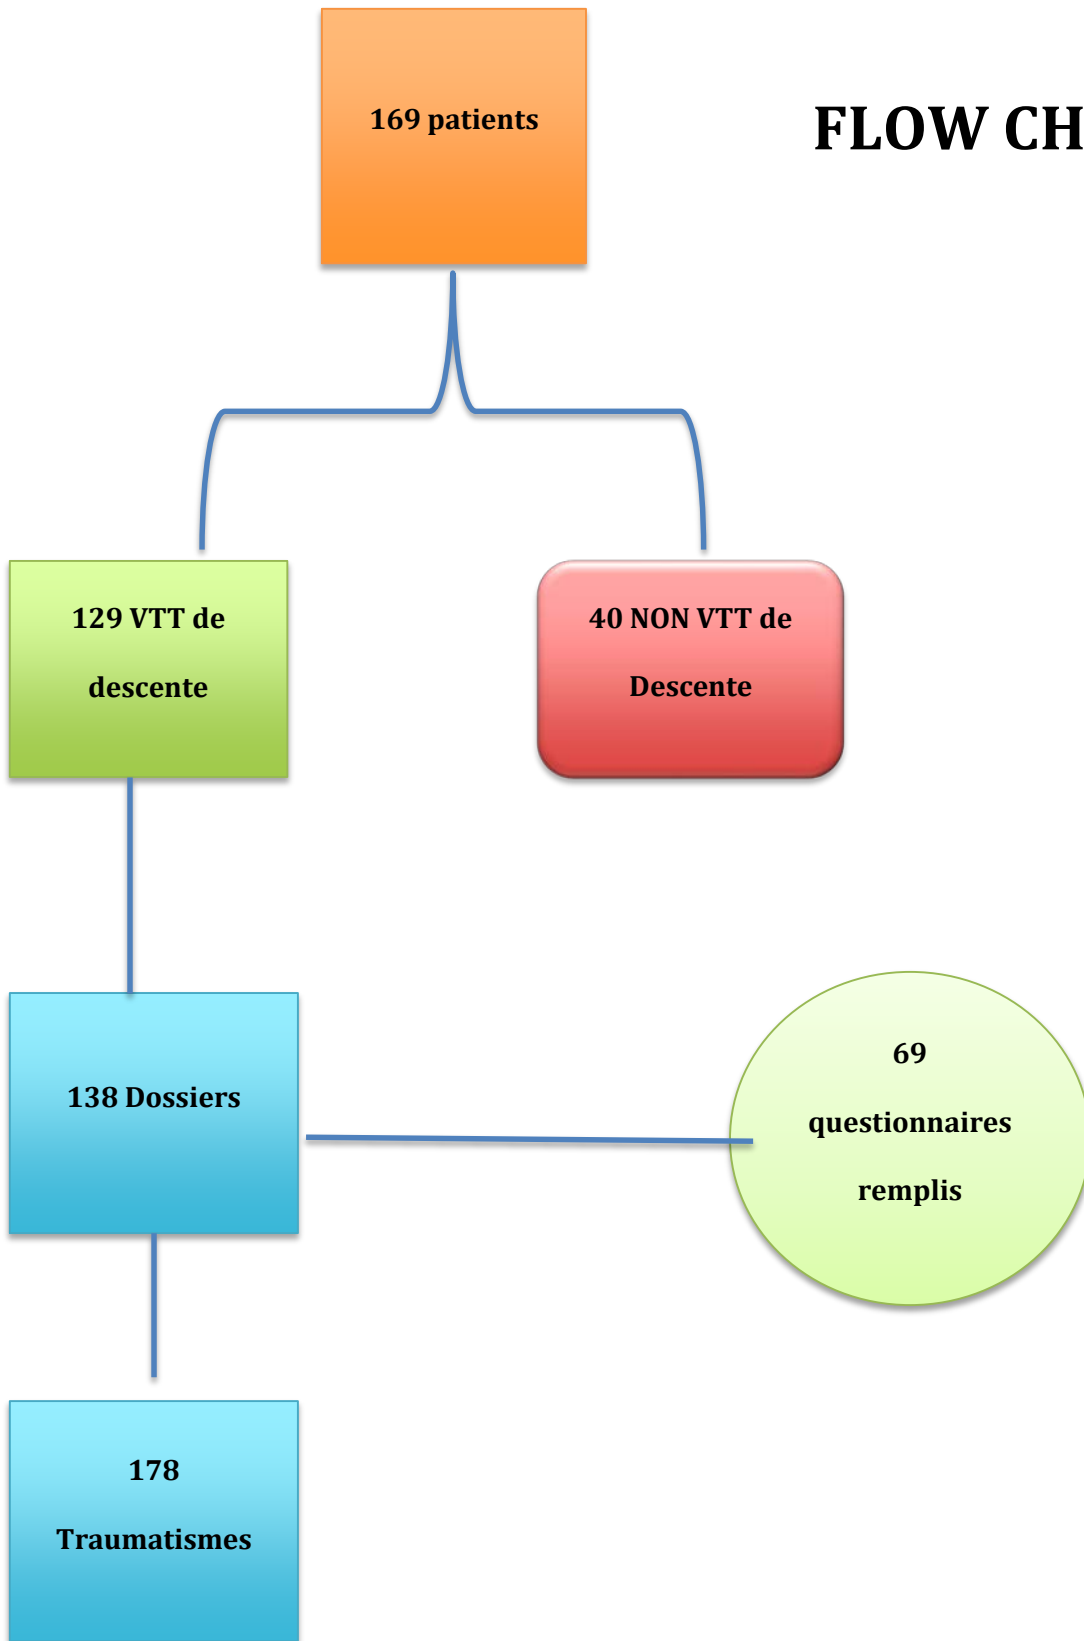 169 patients
FLOW CH
129 VTT de
descente
40 NON VTT de
Descente
138 Dossiers
69
questionnaires
remplis
178
Traumatismes